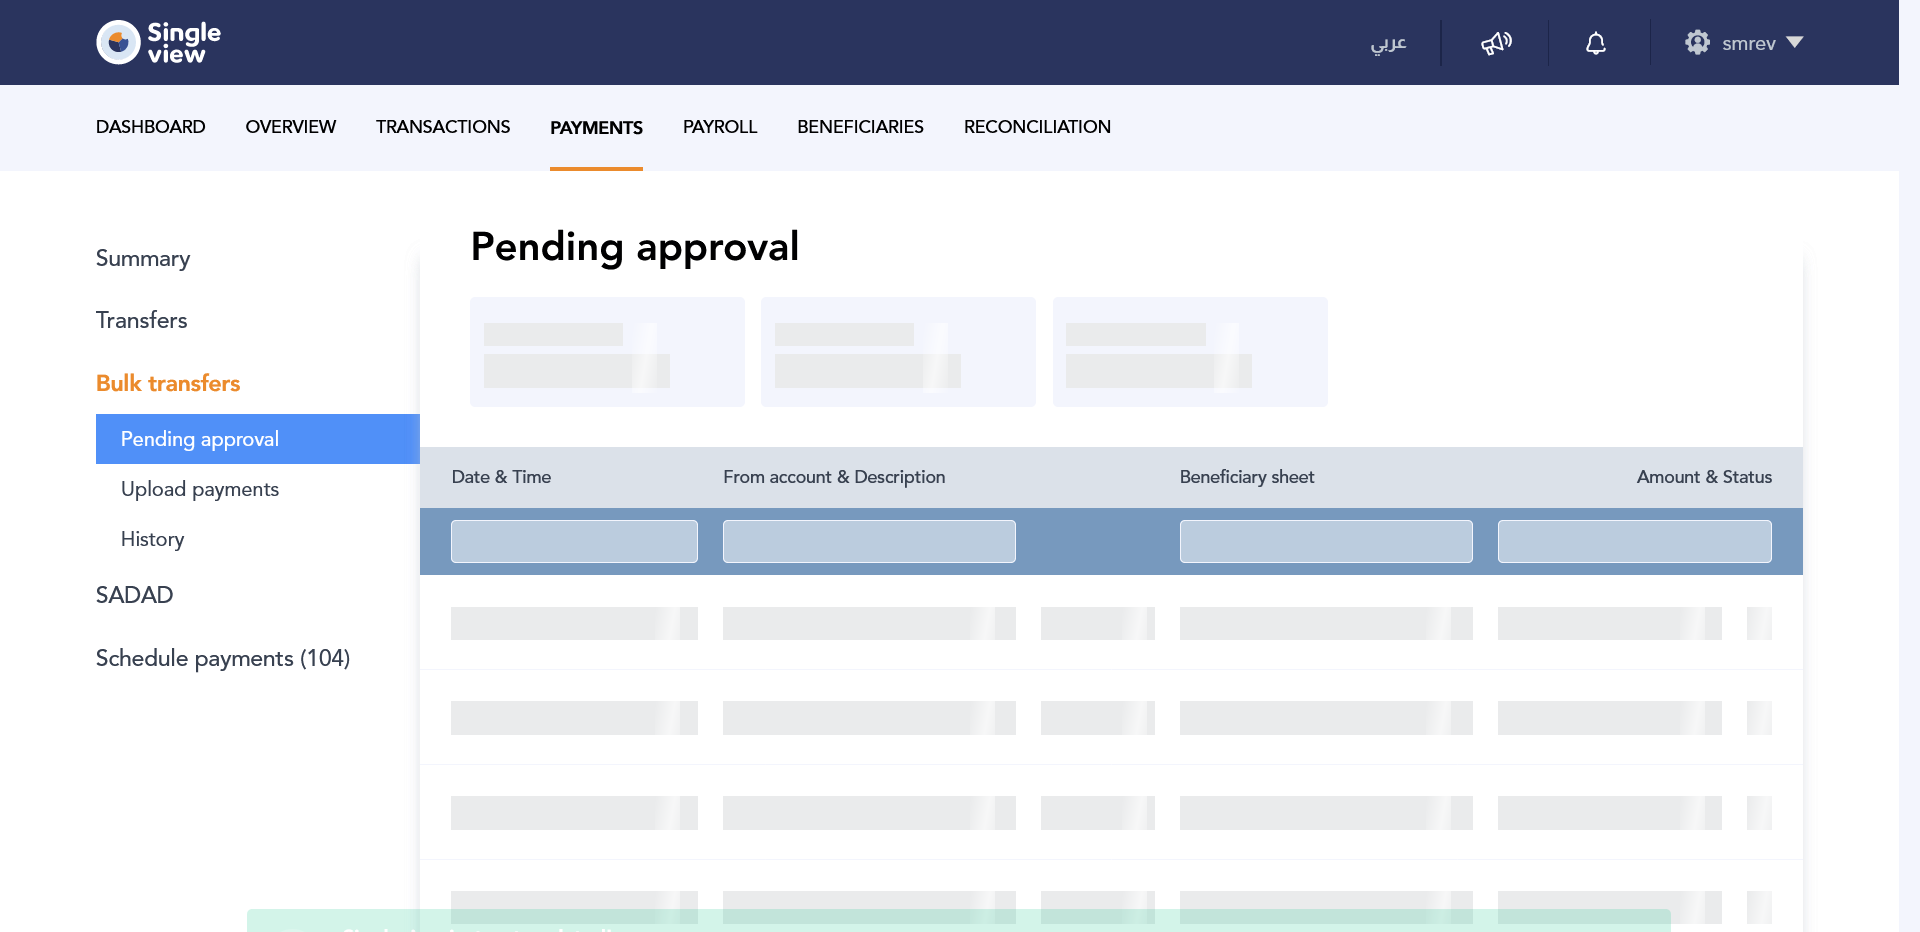 Single
view
عربي
smrev
DASHBOARD
OVERVIEW
TRANSACTIONS
PAYMENTS
PAYROLL
BENEFICIARIES
RECONCILIATION
Summary
Transfers
Bulk transfers
Pending approval
Upload payments
History
SADAD
Schedule payments (104)
Pending approval
Date & Time
From account & Description
Beneficiary sheet
Amount & Status